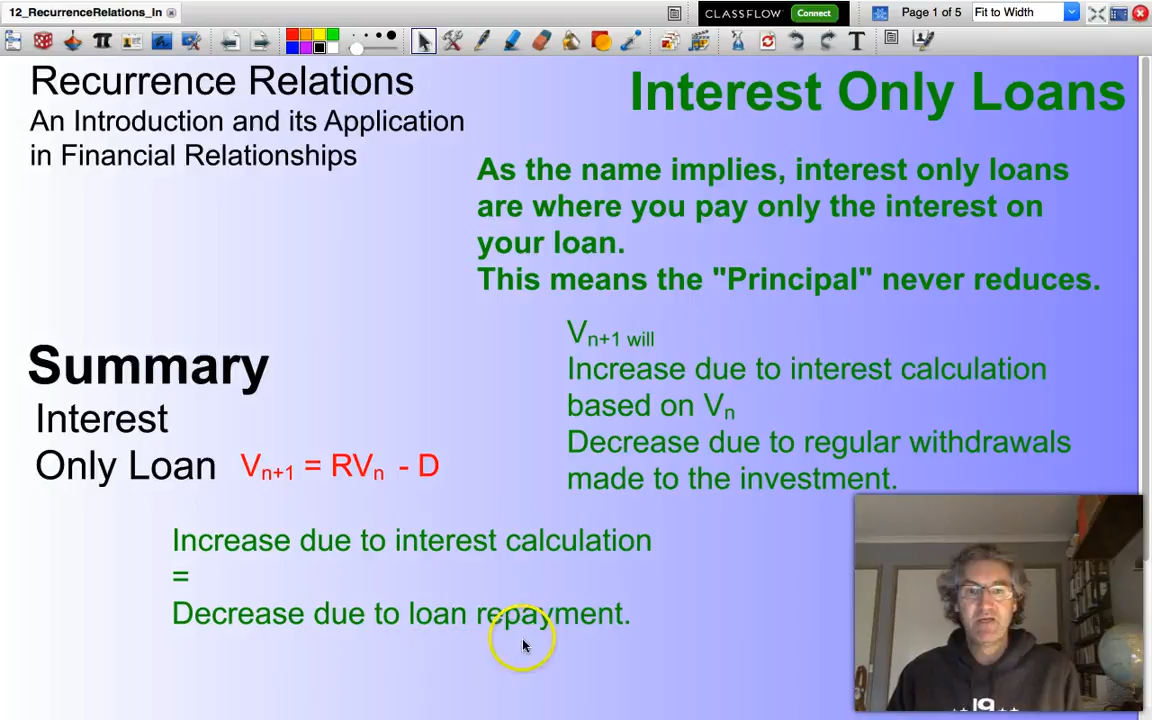 12_RecurrenceRelations_In
CLASSFLOW Connect
Page 1 of 5
Fit to Width
Recurrence Relations
An Introduction and its Application
in Financial Relationships
Interest Only Loans
As the name implies, interest only loans
are where you pay only the interest on
your loan.
This means the "Principal" never reduces.
Vn+1 will
Increase due to interest calculation
based on Vn
Decrease due to regular withdrawals
made to the investment.
Summary
Interest
Only Loan
Vn+1 = RVn - D
Increase due to interest calculation
=
Decrease due to loan repayment.